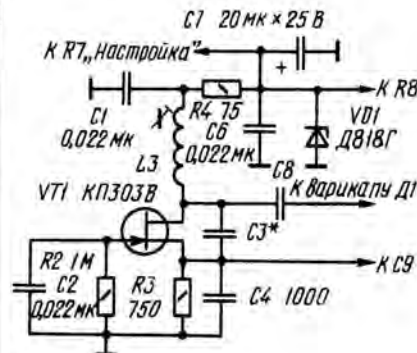 C7 20 мк × 25 В
К R7 „Настройка"
+
К R8
C1
0,022 мк
R4 75
C6
0,022 мк
VD1
Д818Г
L3
C8
К варикапу Д1
VT1 КП303В
C3*
К C9
R2 1М
C2
0,022 мк
R3
750
C4 1000